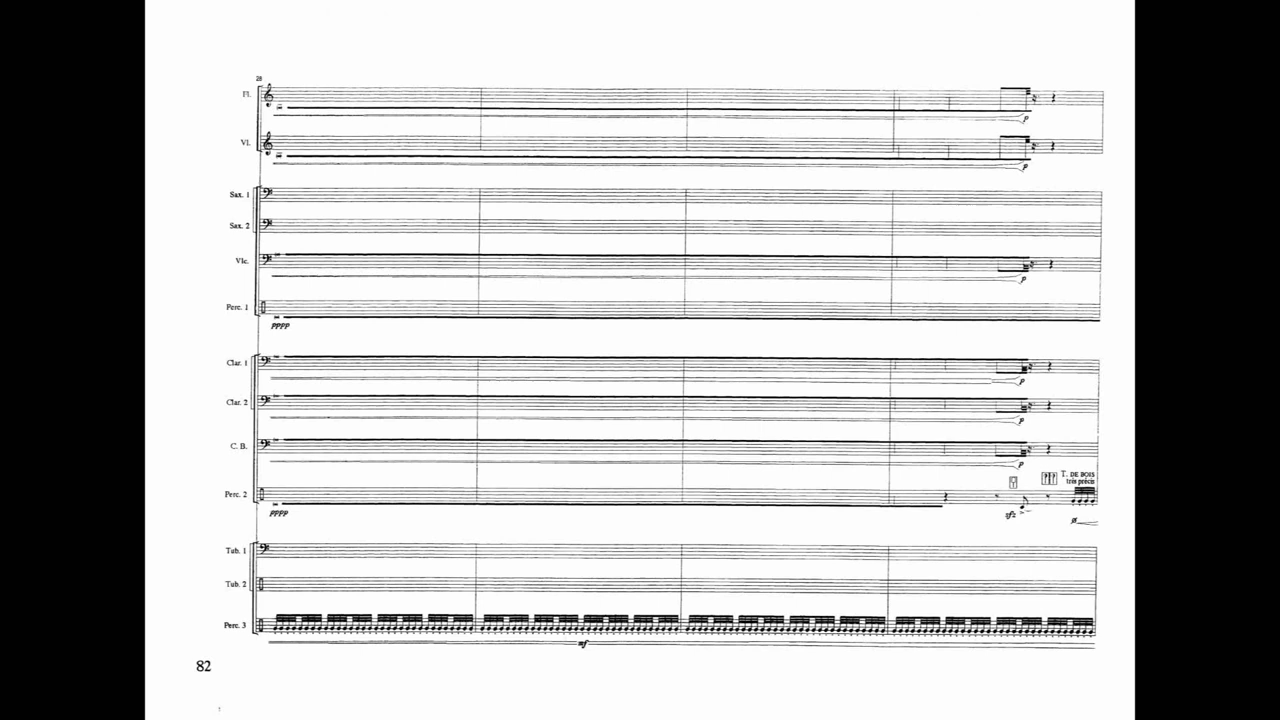 28
Fl.
p
Vl.
p
Sax. 1
Sax. 2
Vlc.
p
Perc. 1
pppp
Clar. 1
p
Clar. 2
p
C. B.
p
T. DE BOIS
très précis
Perc. 2
sfz
pppp
Tub. 1
Tub. 2
Perc. 3
mf
82